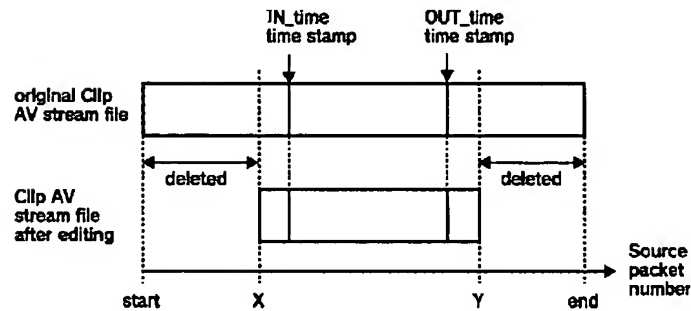 IN_time
time stamp
OUT_time
time stamp
original Clip
AV stream file
deleted
deleted
Clip AV
stream file
after editing
Source
packet
number
start
X
Y
end